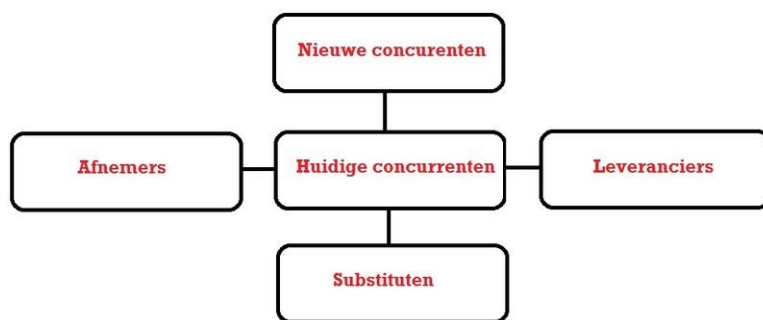 Nieuwe concurenten
Afnemers
Huidige concurrenten
Leveranciers
Substituten